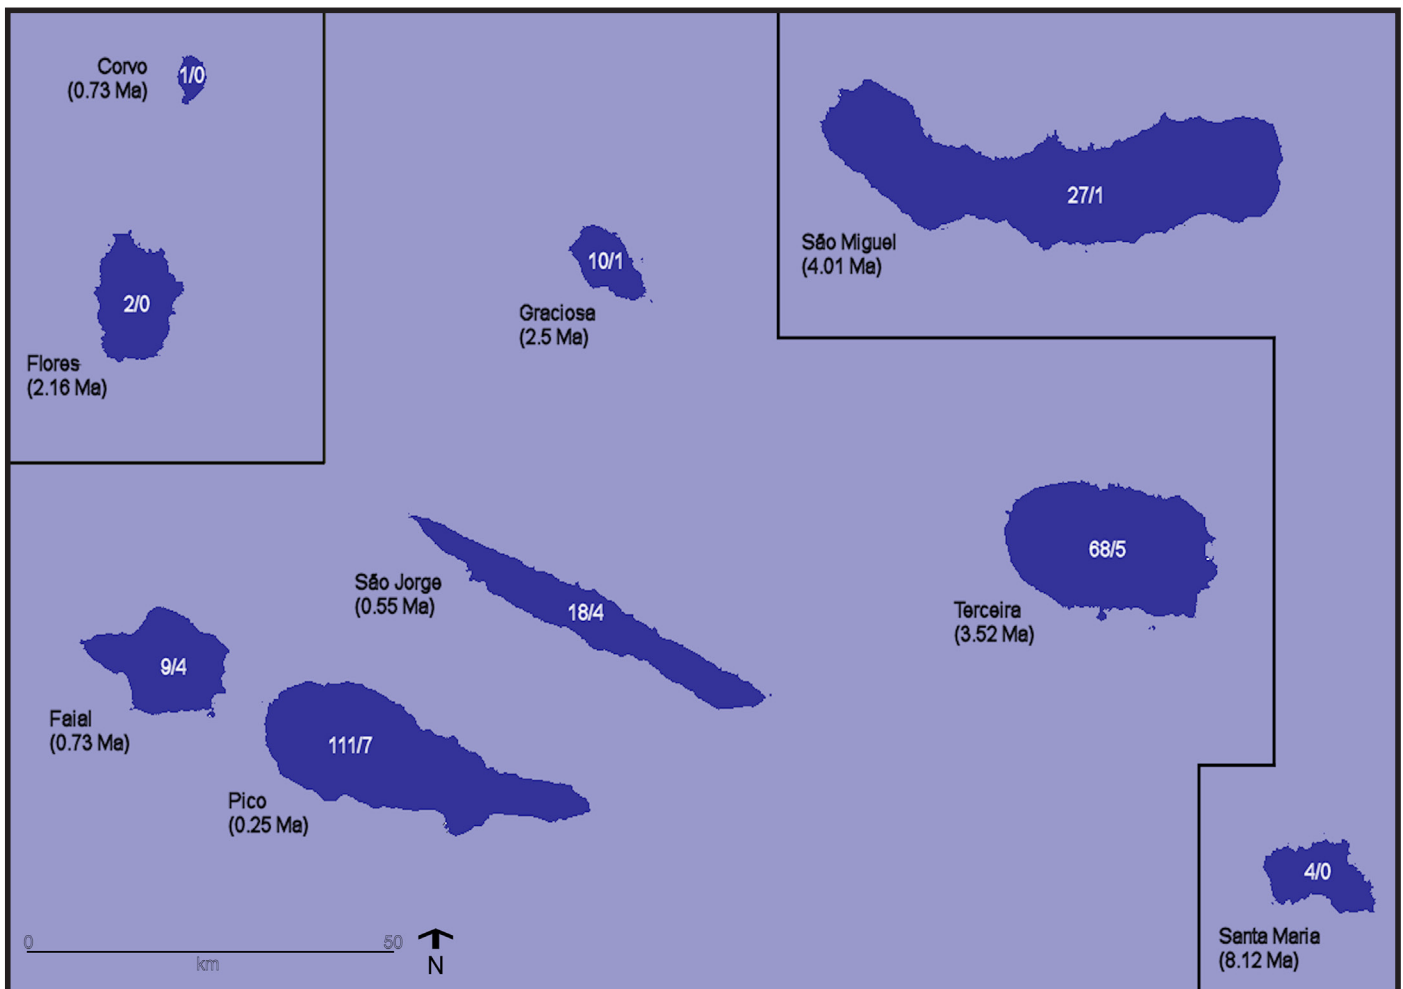 Corvo
(0.73 Ma)
1/0
2/0
Flores
(2.16 Ma)
10/1
Graciosa
(2.5 Ma)
27/1
São Miguel
(4.01 Ma)
São Jorge
(0.55 Ma)
18/4
68/5
Terceira
(3.52 Ma)
9/4
Faial
(0.73 Ma)
111/7
Pico
(0.25 Ma)
4/0
Santa Maria
(8.12 Ma)
0 50
km
N